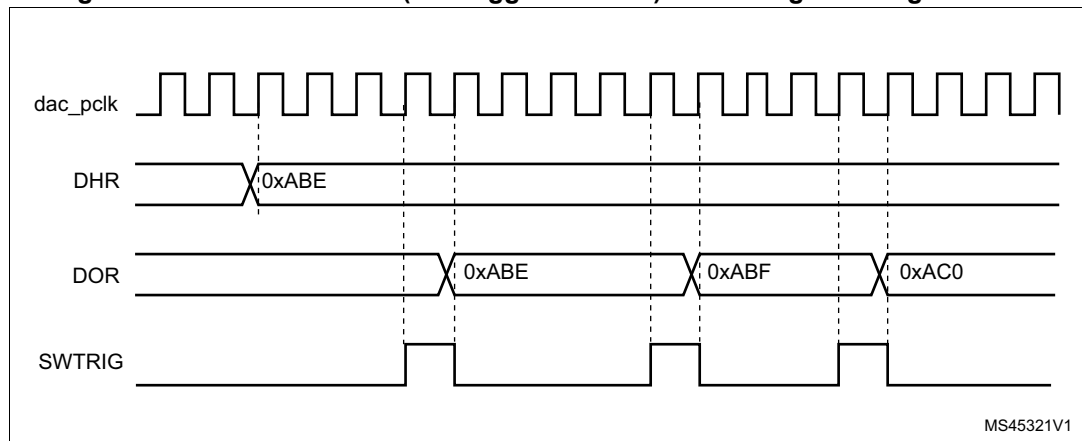 dac_pclk
DHR
0xABE
DOR
0xABE
0xABF
0xAC0
SWTRIG
MS45321V1